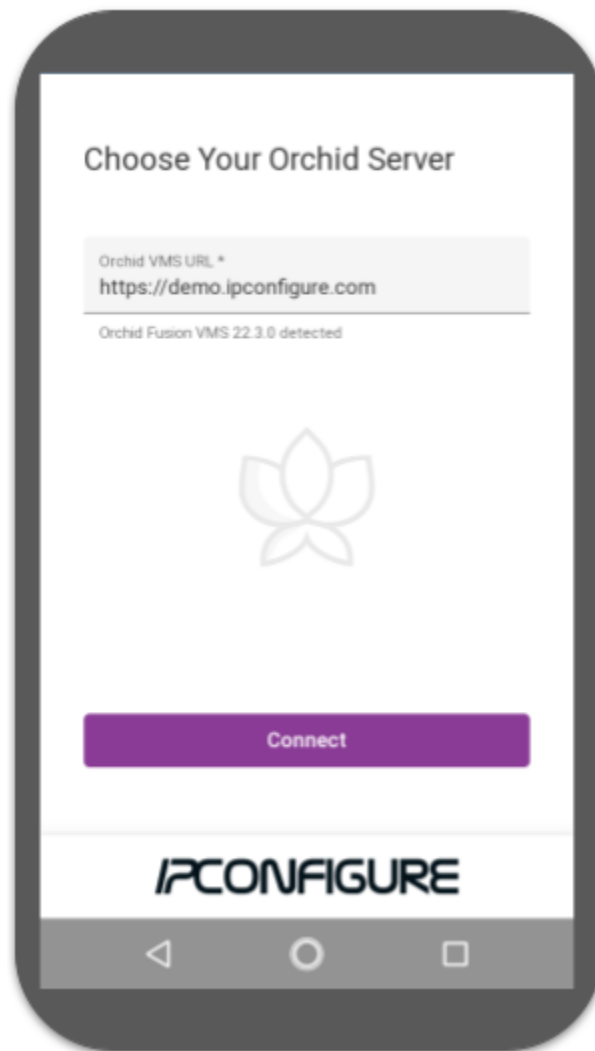 Choose Your Orchid Server
Orchid VMS URL *
https://demo.ipconfigure.com
Orchid Fusion VMS 22.3.0 detected
Connect
IPCONFIGURE